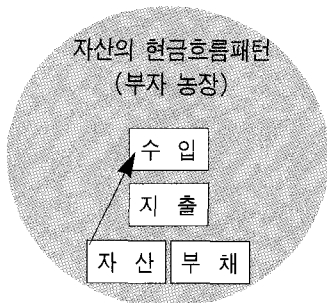 자산의 현금흐름패턴
(부자 농장)
수 입
지 출
자 산 부 채